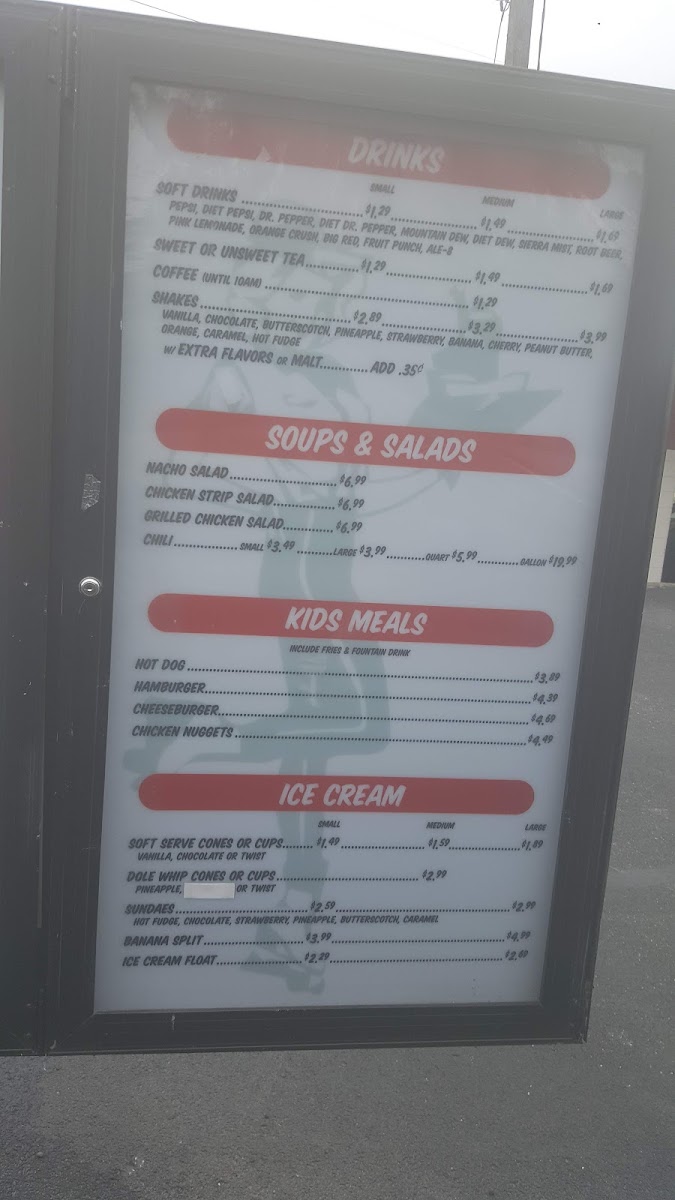 DRINKS
SMALL MEDIUM LARGE
SOFT DRINKS $1.29 $1.49 $1.69
PEPSI, DIET PEPSI, DR. PEPPER, DIET DR. PEPPER, MOUNTAIN DEW, DIET DEW, SIERRA MIST, ROOT BEER,
PINK LEMONADE, ORANGE CRUSH, BIG RED, FRUIT PUNCH, ALE-8
SWEET OR UNSWEET TEA $1.29 $1.49 $1.69
COFFEE (UNTIL 10AM) $1.29
SHAKES $2.89 $3.29 $3.99
VANILLA, CHOCOLATE, BUTTERSCOTCH, PINEAPPLE, STRAWBERRY, BANANA, CHERRY, PEANUT BUTTER,
ORANGE, CARAMEL, HOT FUDGE
W/ EXTRA FLAVORS OR MALT ADD .35¢
SOUPS & SALADS
NACHO SALAD $6.99
CHICKEN STRIP SALAD $6.99
GRILLED CHICKEN SALAD $6.99
CHILI SMALL $3.49 LARGE $3.99 QUART $5.99 GALLON $19.99
KIDS MEALS
INCLUDE FRIES & FOUNTAIN DRINK
HOT DOG $3.89
HAMBURGER $4.39
CHEESEBURGER $4.69
CHICKEN NUGGETS $4.49
ICE CREAM
SMALL MEDIUM LARGE
SOFT SERVE CONES OR CUPS $1.49 $1.59 $1.89
VANILLA, CHOCOLATE OR TWIST
DOLE WHIP CONES OR CUPS $2.99
PINEAPPLE, OR TWIST
SUNDAES $2.59 $2.99
HOT FUDGE, CHOCOLATE, STRAWBERRY, PINEAPPLE, BUTTERSCOTCH, CARAMEL
BANANA SPLIT $3.99 $4.99
ICE CREAM FLOAT $2.29 $2.69